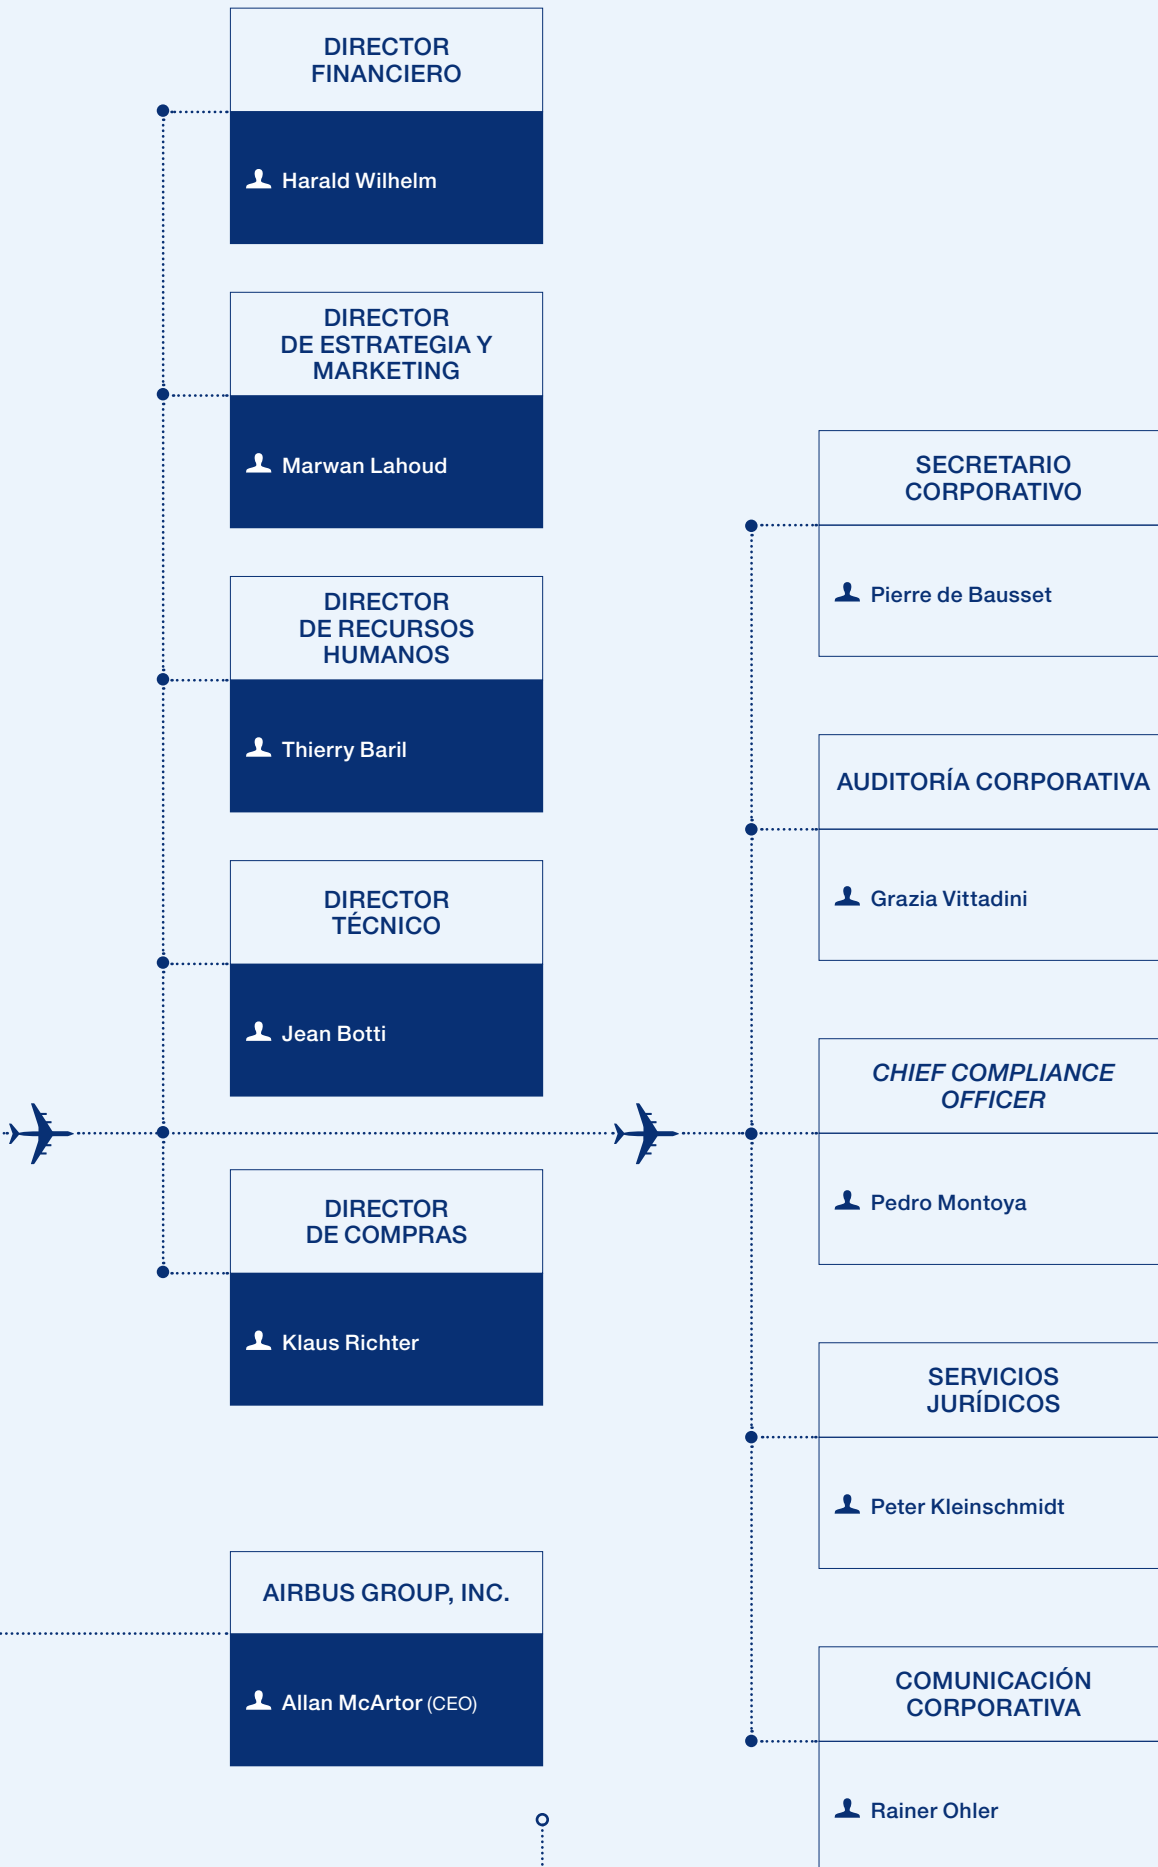 DIRECTOR
FINANCIERO
Harald Wilhelm
DIRECTOR
DE ESTRATEGIA Y
MARKETING
Marwan Lahoud
DIRECTOR
DE RECURSOS
HUMANOS
Thierry Baril
DIRECTOR
TÉCNICO
Jean Botti
DIRECTOR
DE COMPRAS
Klaus Richter
AIRBUS GROUP, INC.
Allan McArtor (CEO)
SECRETARIO
CORPORATIVO
Pierre de Bausset
AUDITORÍA CORPORATIVA
Grazia Vittadini
CHIEF COMPLIANCE
OFFICER
Pedro Montoya
SERVICIOS
JURÍDICOS
Peter Kleinschmidt
COMUNICACIÓN
CORPORATIVA
Rainer Ohler